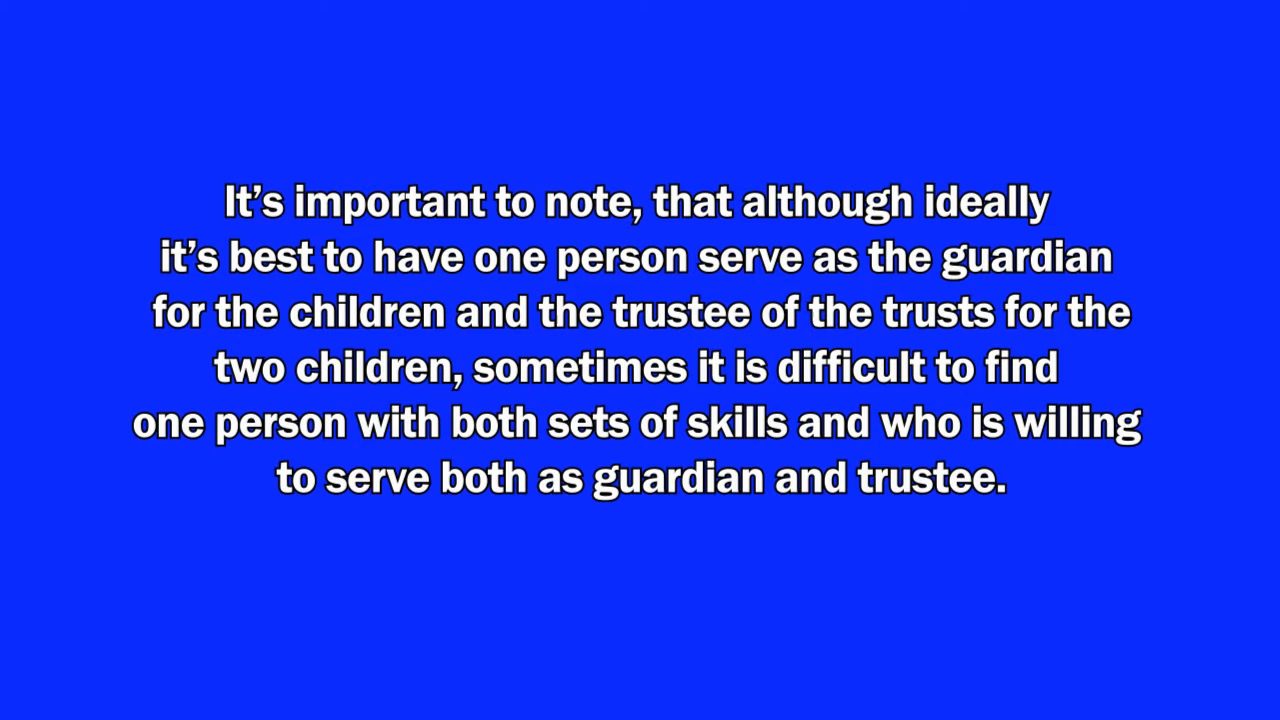 It’s important to note, that although ideally
it’s best to have one person serve as the guardian
for the children and the trustee of the trusts for the
two children, sometimes it is difficult to find
one person with both sets of skills and who is willing
to serve both as guardian and trustee.